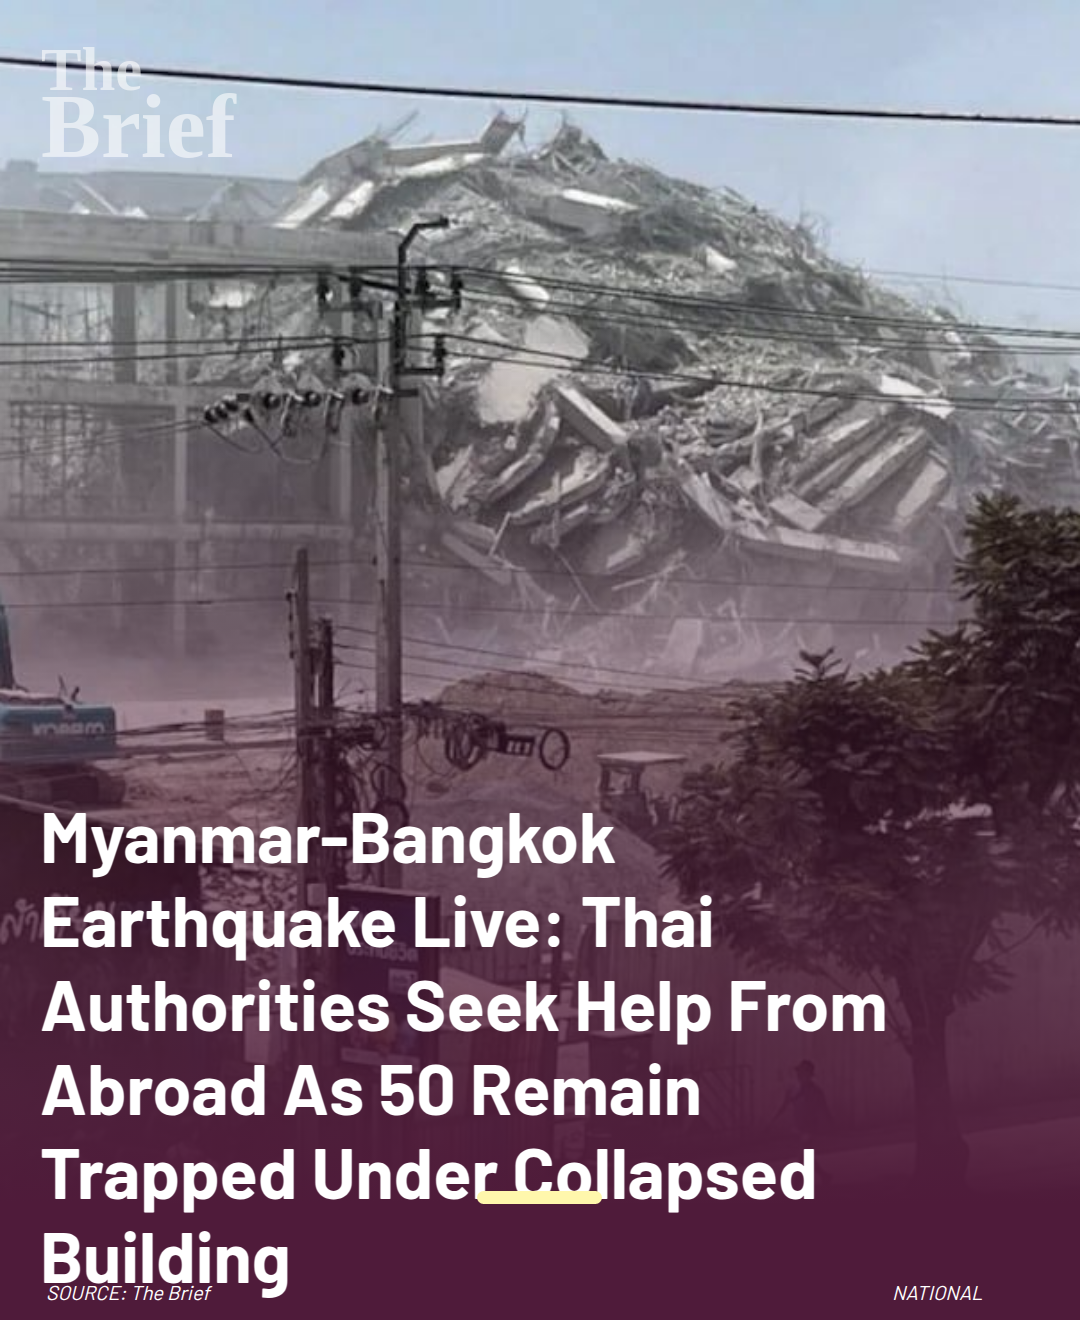 The
Brief
KOBELCO
Myanmar-Bangkok
Earthquake Live: Thai
Authorities Seek Help From
Abroad As 50 Remain
Trapped Under Collapsed
Building
SOURCE: The Brief
NATIONAL